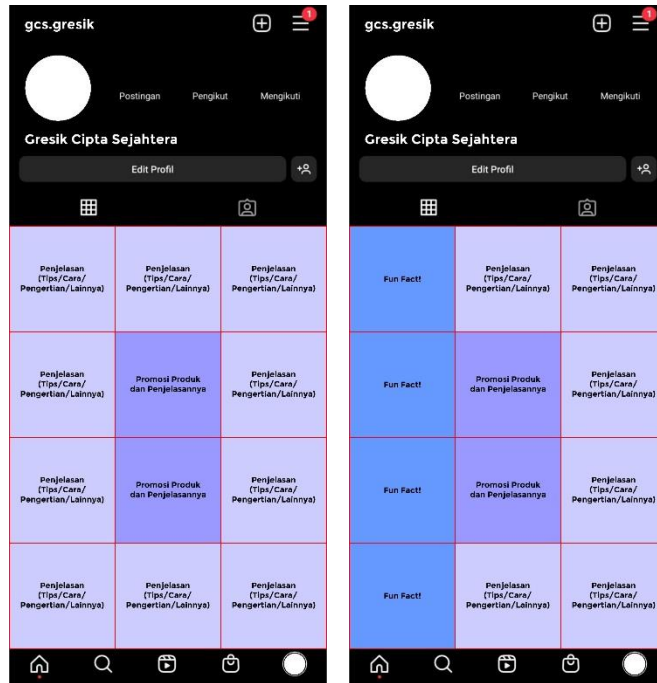 gcs.gresik
1
Postingan Pengikut Mengikuti
Gresik Cipta Sejahtera
Edit Profil
Penjelasan
(Tips/Cara/
Pengertian/Lainnya)
Penjelasan
(Tips/Cara/
Pengertian/Lainnya)
Penjelasan
(Tips/Cara/
Pengertian/Lainnya)
Penjelasan
(Tips/Cara/
Pengertian/Lainnya)
Promosi Produk
dan Penjelasannya
Penjelasan
(Tips/Cara/
Pengertian/Lainnya)
Penjelasan
(Tips/Cara/
Pengertian/Lainnya)
Promosi Produk
dan Penjelasannya
Penjelasan
(Tips/Cara/
Pengertian/Lainnya)
Penjelasan
(Tips/Cara/
Pengertian/Lainnya)
Penjelasan
(Tips/Cara/
Pengertian/Lainnya)
Penjelasan
(Tips/Cara/
Pengertian/Lainnya)
gcs.gresik
1
Postingan Pengikut Mengikuti
Gresik Cipta Sejahtera
Edit Profil
Fun Fact!
Penjelasan
(Tips/Cara/
Pengertian/Lainnya)
Penjelasan
(Tips/Cara/
Pengertian/Lainnya)
Fun Fact!
Promosi Produk
dan Penjelasannya
Penjelasan
(Tips/Cara/
Pengertian/Lainnya)
Fun Fact!
Promosi Produk
dan Penjelasannya
Penjelasan
(Tips/Cara/
Pengertian/Lainnya)
Fun Fact!
Penjelasan
(Tips/Cara/
Pengertian/Lainnya)
Penjelasan
(Tips/Cara/
Pengertian/Lainnya)